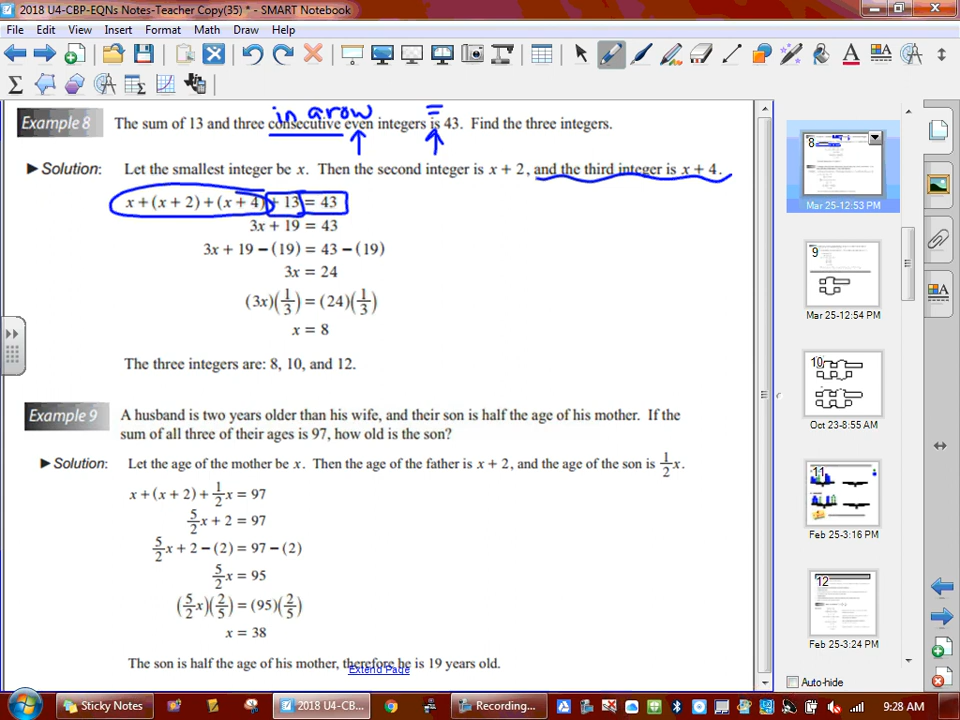 2018 U4-CBP-EQNs Notes-Teacher Copy(35) * - SMART Notebook
File Edit View Insert Format Math Draw Help
in a row =
Example 8 The sum of 13 and three consecutive even integers is 43. Find the three integers.
►Solution: Let the smallest integer be x. Then the second integer is x + 2, and the third integer is x + 4.
x + (x + 2) + (x + 4) + 13 = 43
3x + 19 = 43
3x + 19 − (19) = 43 − (19)
3x = 24
(3x)(1/3) = (24)(1/3)
x = 8
The three integers are: 8, 10, and 12.
Example 9 A husband is two years older than his wife, and their son is half the age of his mother. If the
sum of all three of their ages is 97, how old is the son?
►Solution: Let the age of the mother be x. Then the age of the father is x + 2, and the age of the son is 1/2 x.
x + (x + 2) + 1/2 x = 97
5/2 x + 2 = 97
5/2 x + 2 − (2) = 97 − (2)
5/2 x = 95
(5/2 x)(2/5) = (95)(2/5)
x = 38
The son is half the age of his mother, therefore he is 19 years old.
Extend Page
8
Mar 25-12:53 PM
9
Mar 25-12:54 PM
10
Oct 23-8:55 AM
11
Feb 25-3:16 PM
12
Feb 25-3:24 PM
Auto-hide
Sticky Notes
2018 U4-CB...
Recording...
9:28 AM